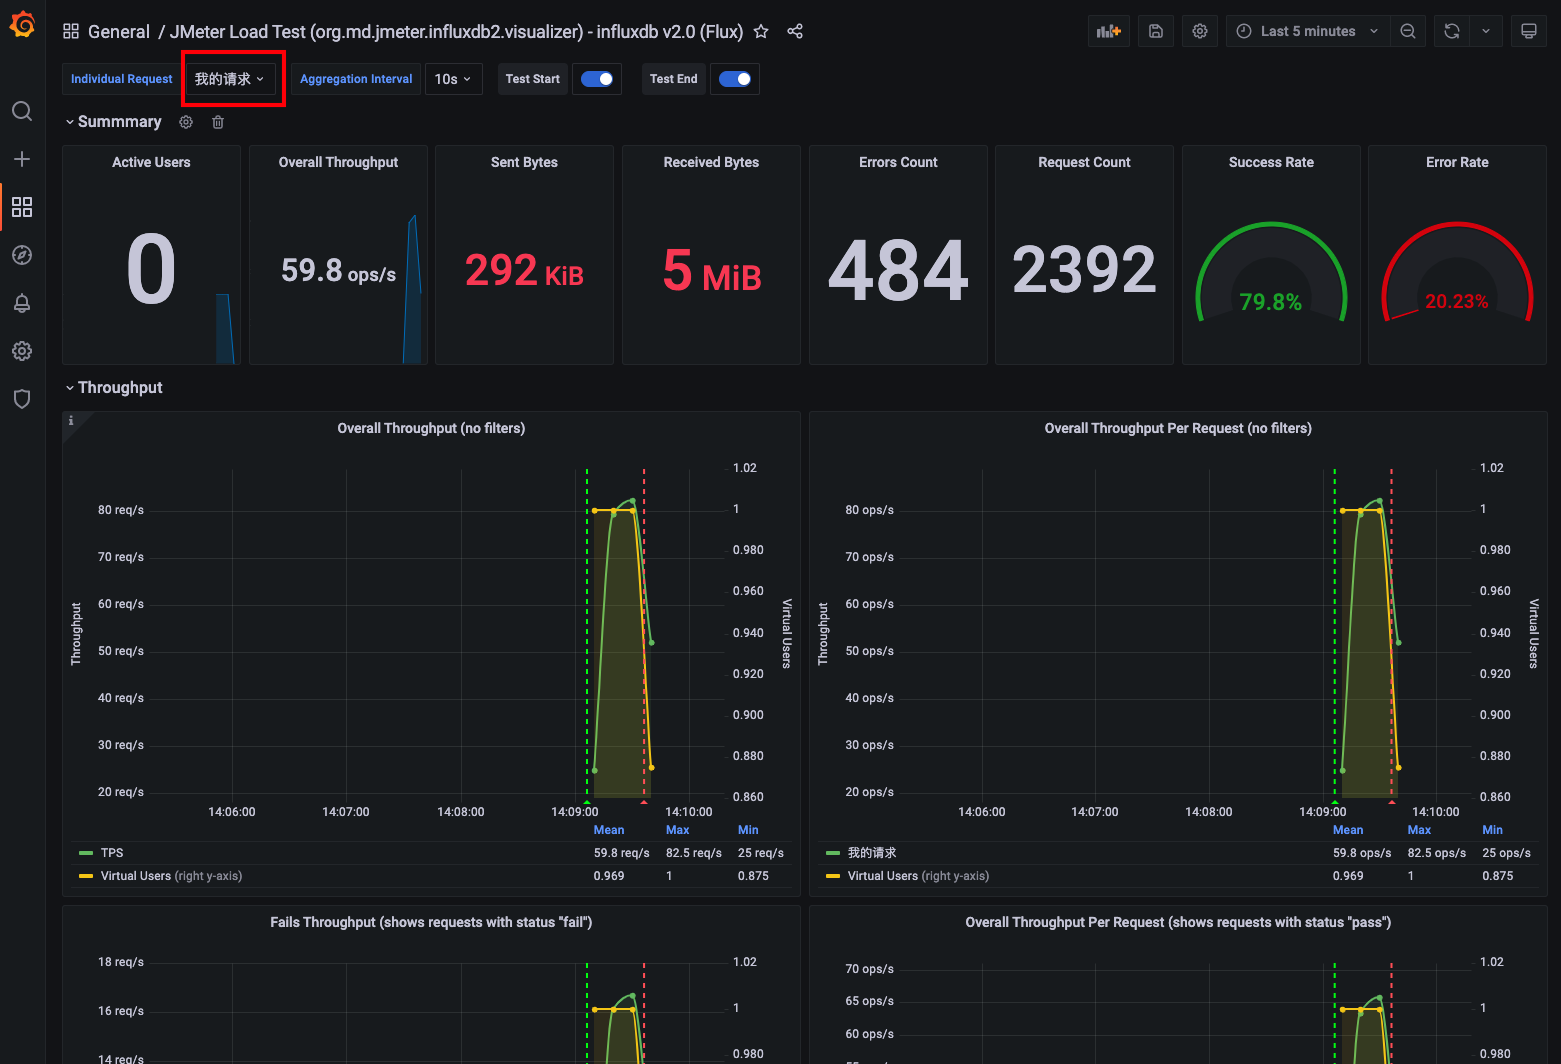 General / JMeter Load Test (org.md.jmeter.influxdb2.visualizer) - influxdb v2.0 (Flux)
Last 5 minutes
Individual Request 我的请求 Aggregation Interval 10s Test Start Test End
Summmary
Active Users
0
Overall Throughput
59.8 ops/s
Sent Bytes
292 KiB
Received Bytes
5 MiB
Errors Count
484
Request Count
2392
Success Rate
79.8%
Error Rate
20.23%
Throughput
i
Overall Throughput (no filters)
Throughput
80 req/s
70 req/s
60 req/s
50 req/s
40 req/s
30 req/s
20 req/s
1.02
1
0.980
0.960
0.940
0.920
0.900
0.880
0.860
Virtual Users
14:06:00 14:07:00 14:08:00 14:09:00 14:10:00
Mean Max Min
TPS 59.8 req/s 82.5 req/s 25 req/s
Virtual Users (right y-axis) 0.969 1 0.875
Overall Throughput Per Request (no filters)
Throughput
80 ops/s
70 ops/s
60 ops/s
50 ops/s
40 ops/s
30 ops/s
20 ops/s
1.02
1
0.980
0.960
0.940
0.920
0.900
0.880
0.860
Virtual Users
14:06:00 14:07:00 14:08:00 14:09:00 14:10:00
Mean Max Min
我的请求 59.8 ops/s 82.5 ops/s 25 ops/s
Virtual Users (right y-axis) 0.969 1 0.875
Fails Throughput (shows requests with status "fail")
18 req/s
16 req/s
14 req/s
1.02
1
0.980
Overall Throughput Per Request (shows requests with status "pass")
70 ops/s
65 ops/s
60 ops/s
1.02
1
0.980